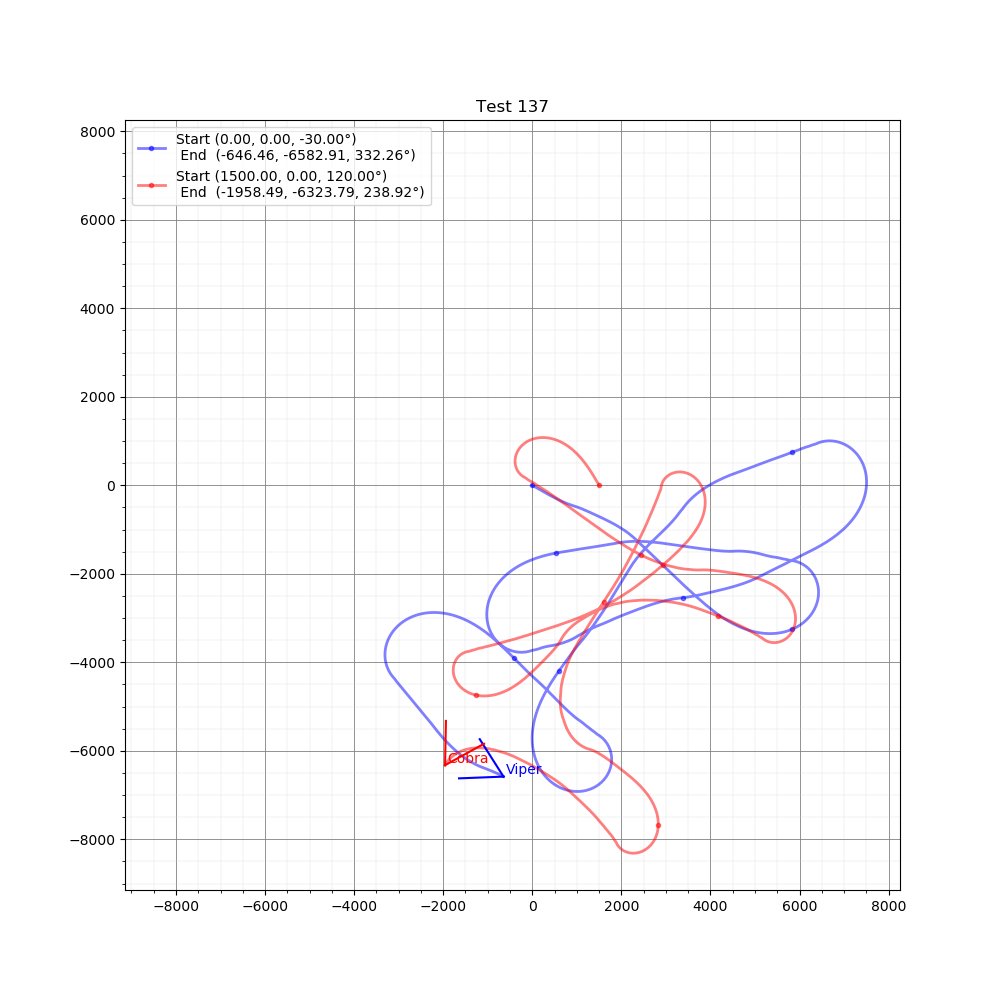 Test 137
Start (0.00, 0.00, -30.00°)
End (-646.46, -6582.91, 332.26°)
Start (1500.00, 0.00, 120.00°)
End (-1958.49, -6323.79, 238.92°)
8000
6000
4000
2000
0
−2000
−4000
−6000
−8000
Cobra
Viper
−8000 −6000 −4000 −2000 0 2000 4000 6000 8000